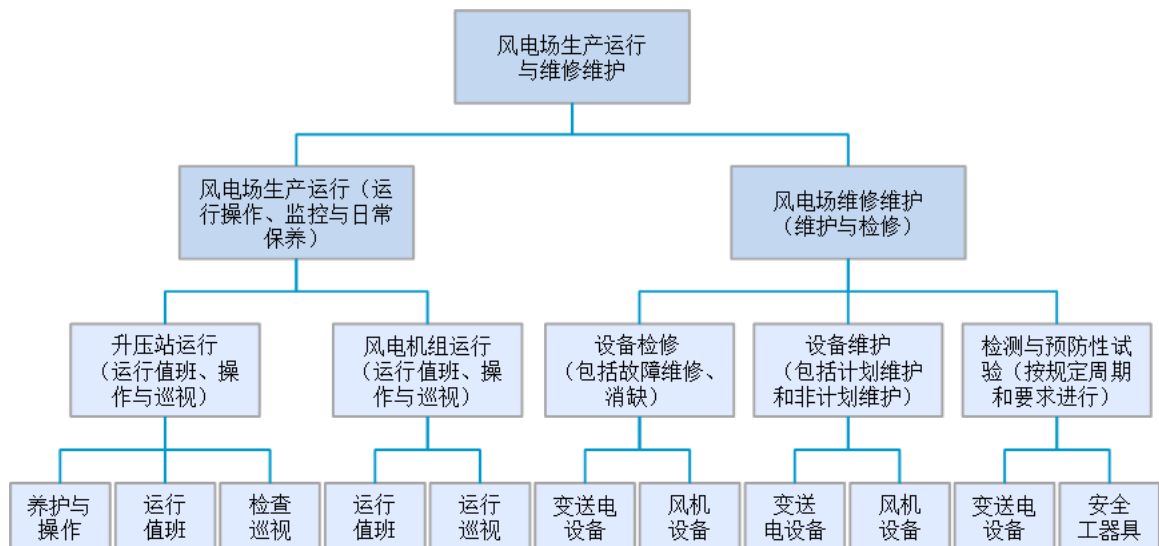 风电场生产运行
与维修维护
风电场生产运行（运
行操作、监控与日常
保养）
风电场维修维护
（维护与检修）
升压站运行
（运行值班、操
作与巡视）
风电机组运行
（运行值班、操
作与巡视）
设备检修
（包括故障维修、
消缺）
设备维护
（包括计划维护
和非计划维护）
检测与预防性试
验（按规定周期
和要求进行）
养护与
操作
运行
值班
检查
巡视
运行
值班
运行
巡视
变送电
设备
风机
设备
变送
电设备
风机
设备
变送电
设备
安全
工器具